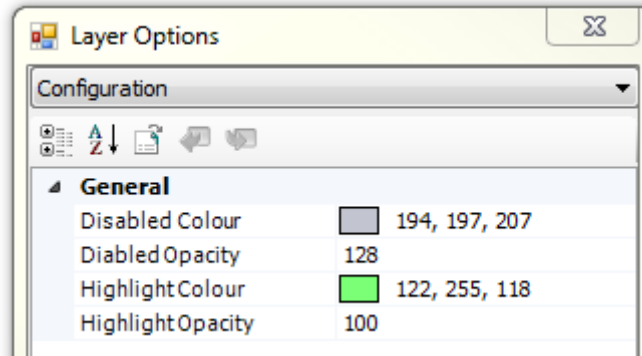 Layer Options
Configuration
A Z
General
Disabled Colour 194, 197, 207
Diabled Opacity 128
Highlight Colour 122, 255, 118
Highlight Opacity 100